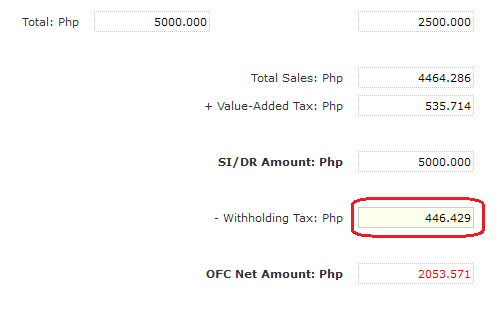 Total: Php 5000.000 2500.000
Total Sales: Php 4464.286
+ Value-Added Tax: Php 535.714
SI/DR Amount: Php 5000.000
- Withholding Tax: Php 446.429
OFC Net Amount: Php 2053.571